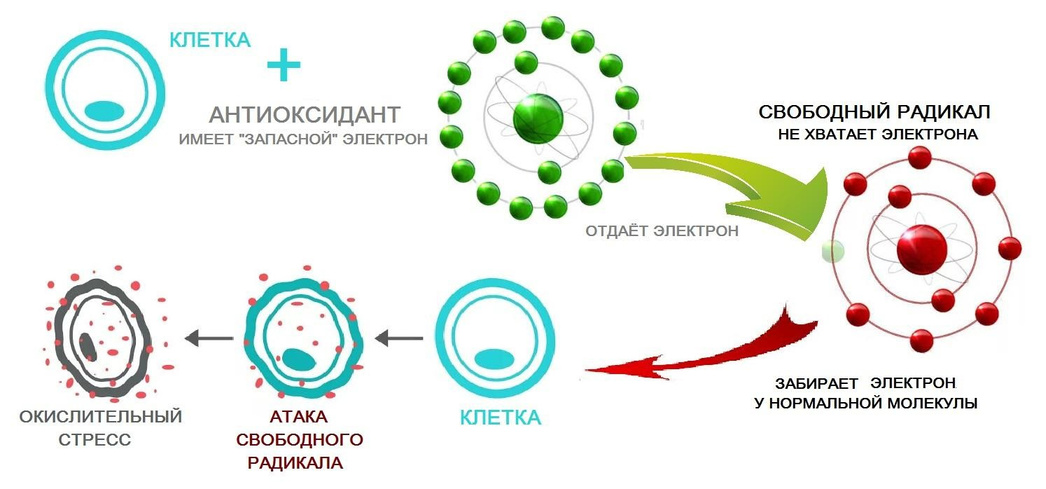 КЛЕТКА
+
АНТИОКСИДАНТ
ИМЕЕТ "ЗАПАСНОЙ" ЭЛЕКТРОН
СВОБОДНЫЙ РАДИКАЛ
НЕ ХВАТАЕТ ЭЛЕКТРОНА
ОТДАЁТ ЭЛЕКТРОН
ЗАБИРАЕТ ЭЛЕКТРОН
У НОРМАЛЬНОЙ МОЛЕКУЛЫ
КЛЕТКА
АТАКА
СВОБОДНОГО
РАДИКАЛА
ОКИСЛИТЕЛЬНЫЙ
СТРЕСС